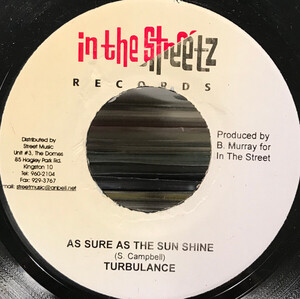 in the Streetz
RECORDS
Distributed by
Street Music
Unit #3, The Domes
85 Hagley Park Rd.
Kingston 10
Tel: 960-2104
Fax: 929-3767
mail: streetmusic@anbell.net
Produced by
B. Murray for
In The Street
AS SURE AS THE SUN SHINE
(S. Campbell)
TURBULANCE